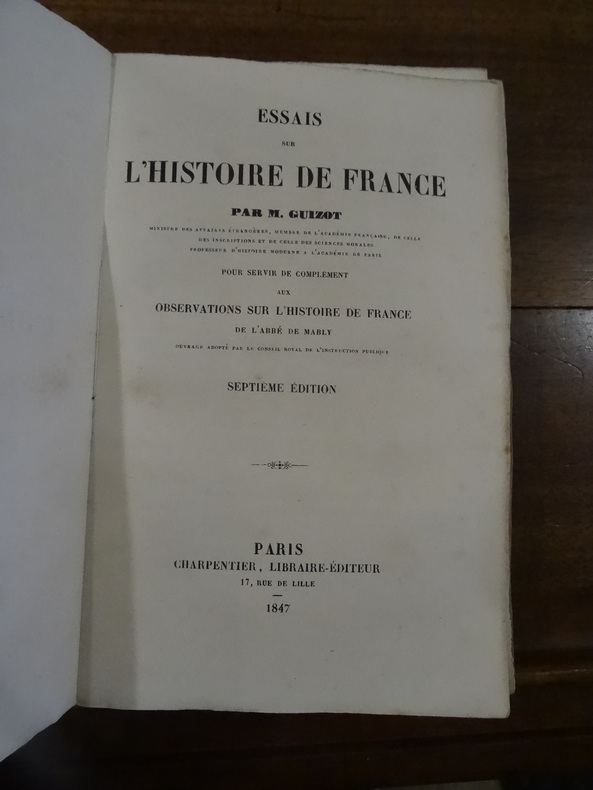 ESSAIS
SUR
L'HISTOIRE DE FRANCE
PAR M. GUIZOT
MINISTRE DES AFFAIRES ÉTRANGÈRES, MEMBRE DE L'ACADÉMIE FRANÇAISE, DE CELLE
DES INSCRIPTIONS ET DE CELLE DES SCIENCES MORALES
PROFESSEUR D'HISTOIRE MODERNE A L'ACADÉMIE DE PARIS
POUR SERVIR DE COMPLÉMENT
AUX
OBSERVATIONS SUR L'HISTOIRE DE FRANCE
DE L'ABBÉ DE MABLY
OUVRAGE ADOPTÉ PAR LE CONSEIL ROYAL DE L'INSTRUCTION PUBLIQUE
SEPTIEME ÉDITION
PARIS
CHARPENTIER, LIBRAIRE-ÉDITEUR
17, RUE DE LILLE
1847